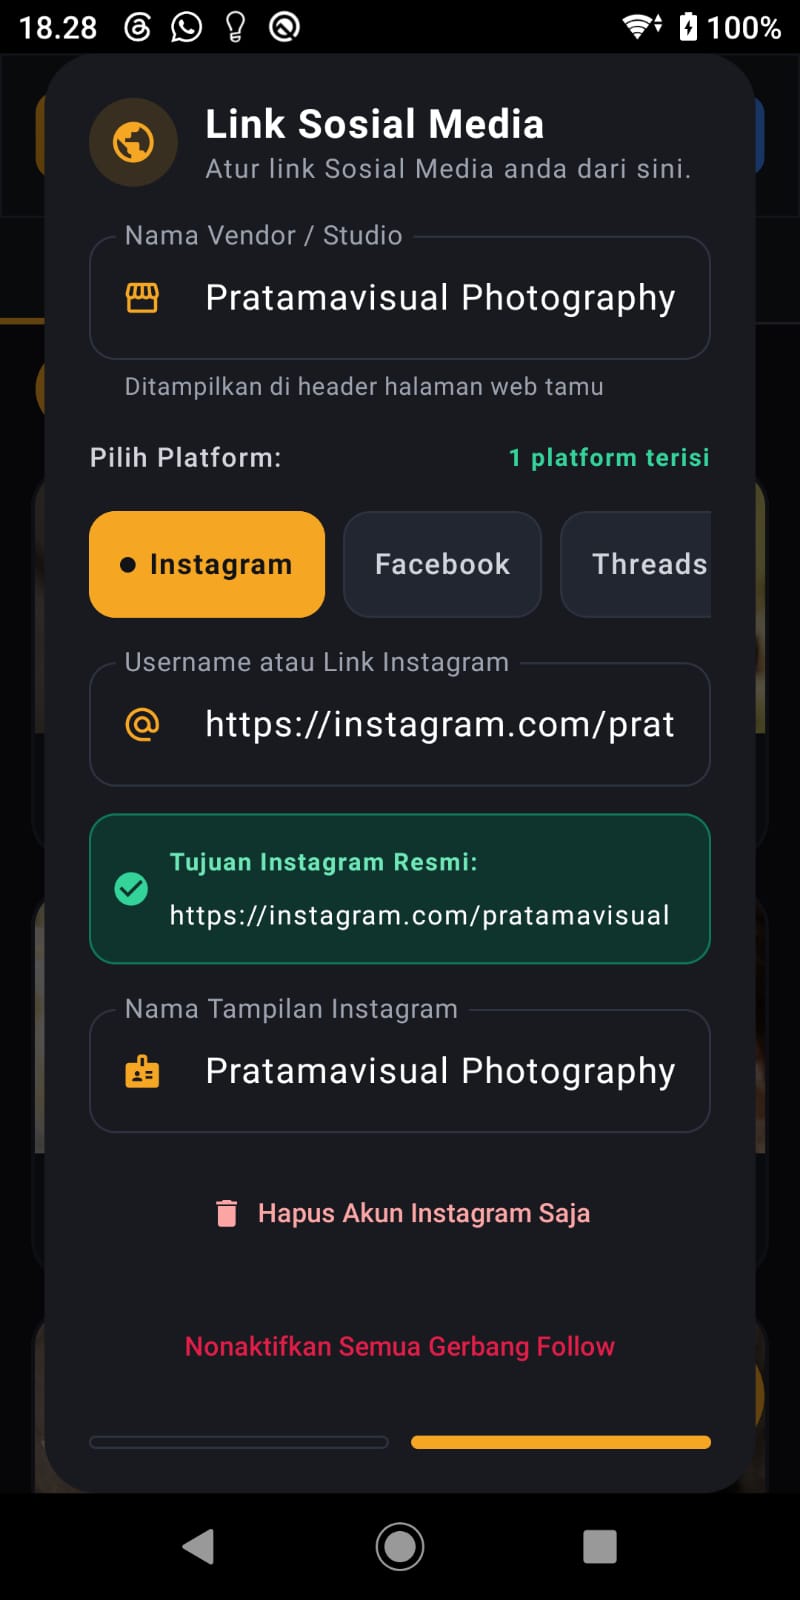 18.28
100%
Link Sosial Media
Atur link Sosial Media anda dari sini.
Nama Vendor / Studio
Pratamavisual Photography
Ditampilkan di header halaman web tamu
Pilih Platform:
1 platform terisi
Instagram
Facebook
Threads
Username atau Link Instagram
https://instagram.com/prat
Tujuan Instagram Resmi:
https://instagram.com/pratamavisual
Nama Tampilan Instagram
Pratamavisual Photography
Hapus Akun Instagram Saja
Nonaktifkan Semua Gerbang Follow